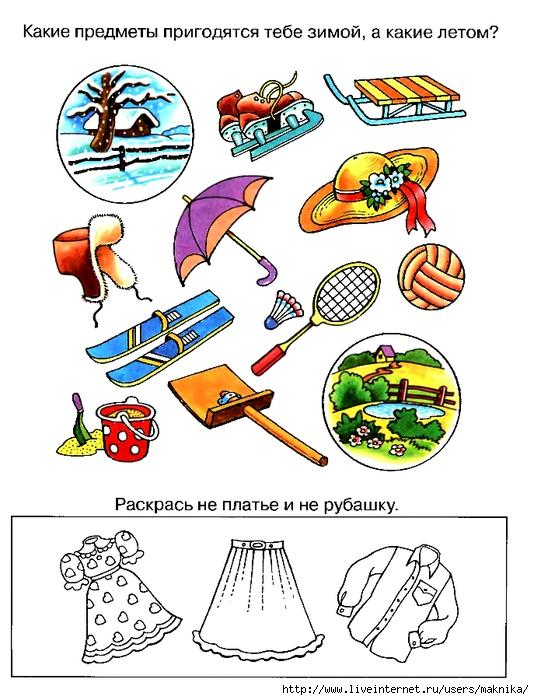 Какие предметы пригодятся тебе зимой, а какие летом?
Раскрась не платье и не рубашку.
http://www.liveinternet.ru/users/maknika/